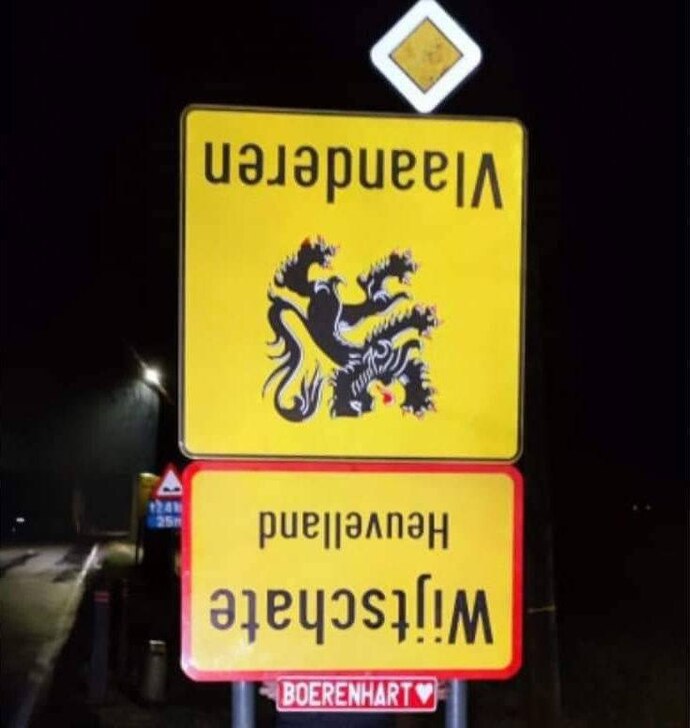 Vlaanderen
Heuvelland
Wijtschate
BOERENHART♥